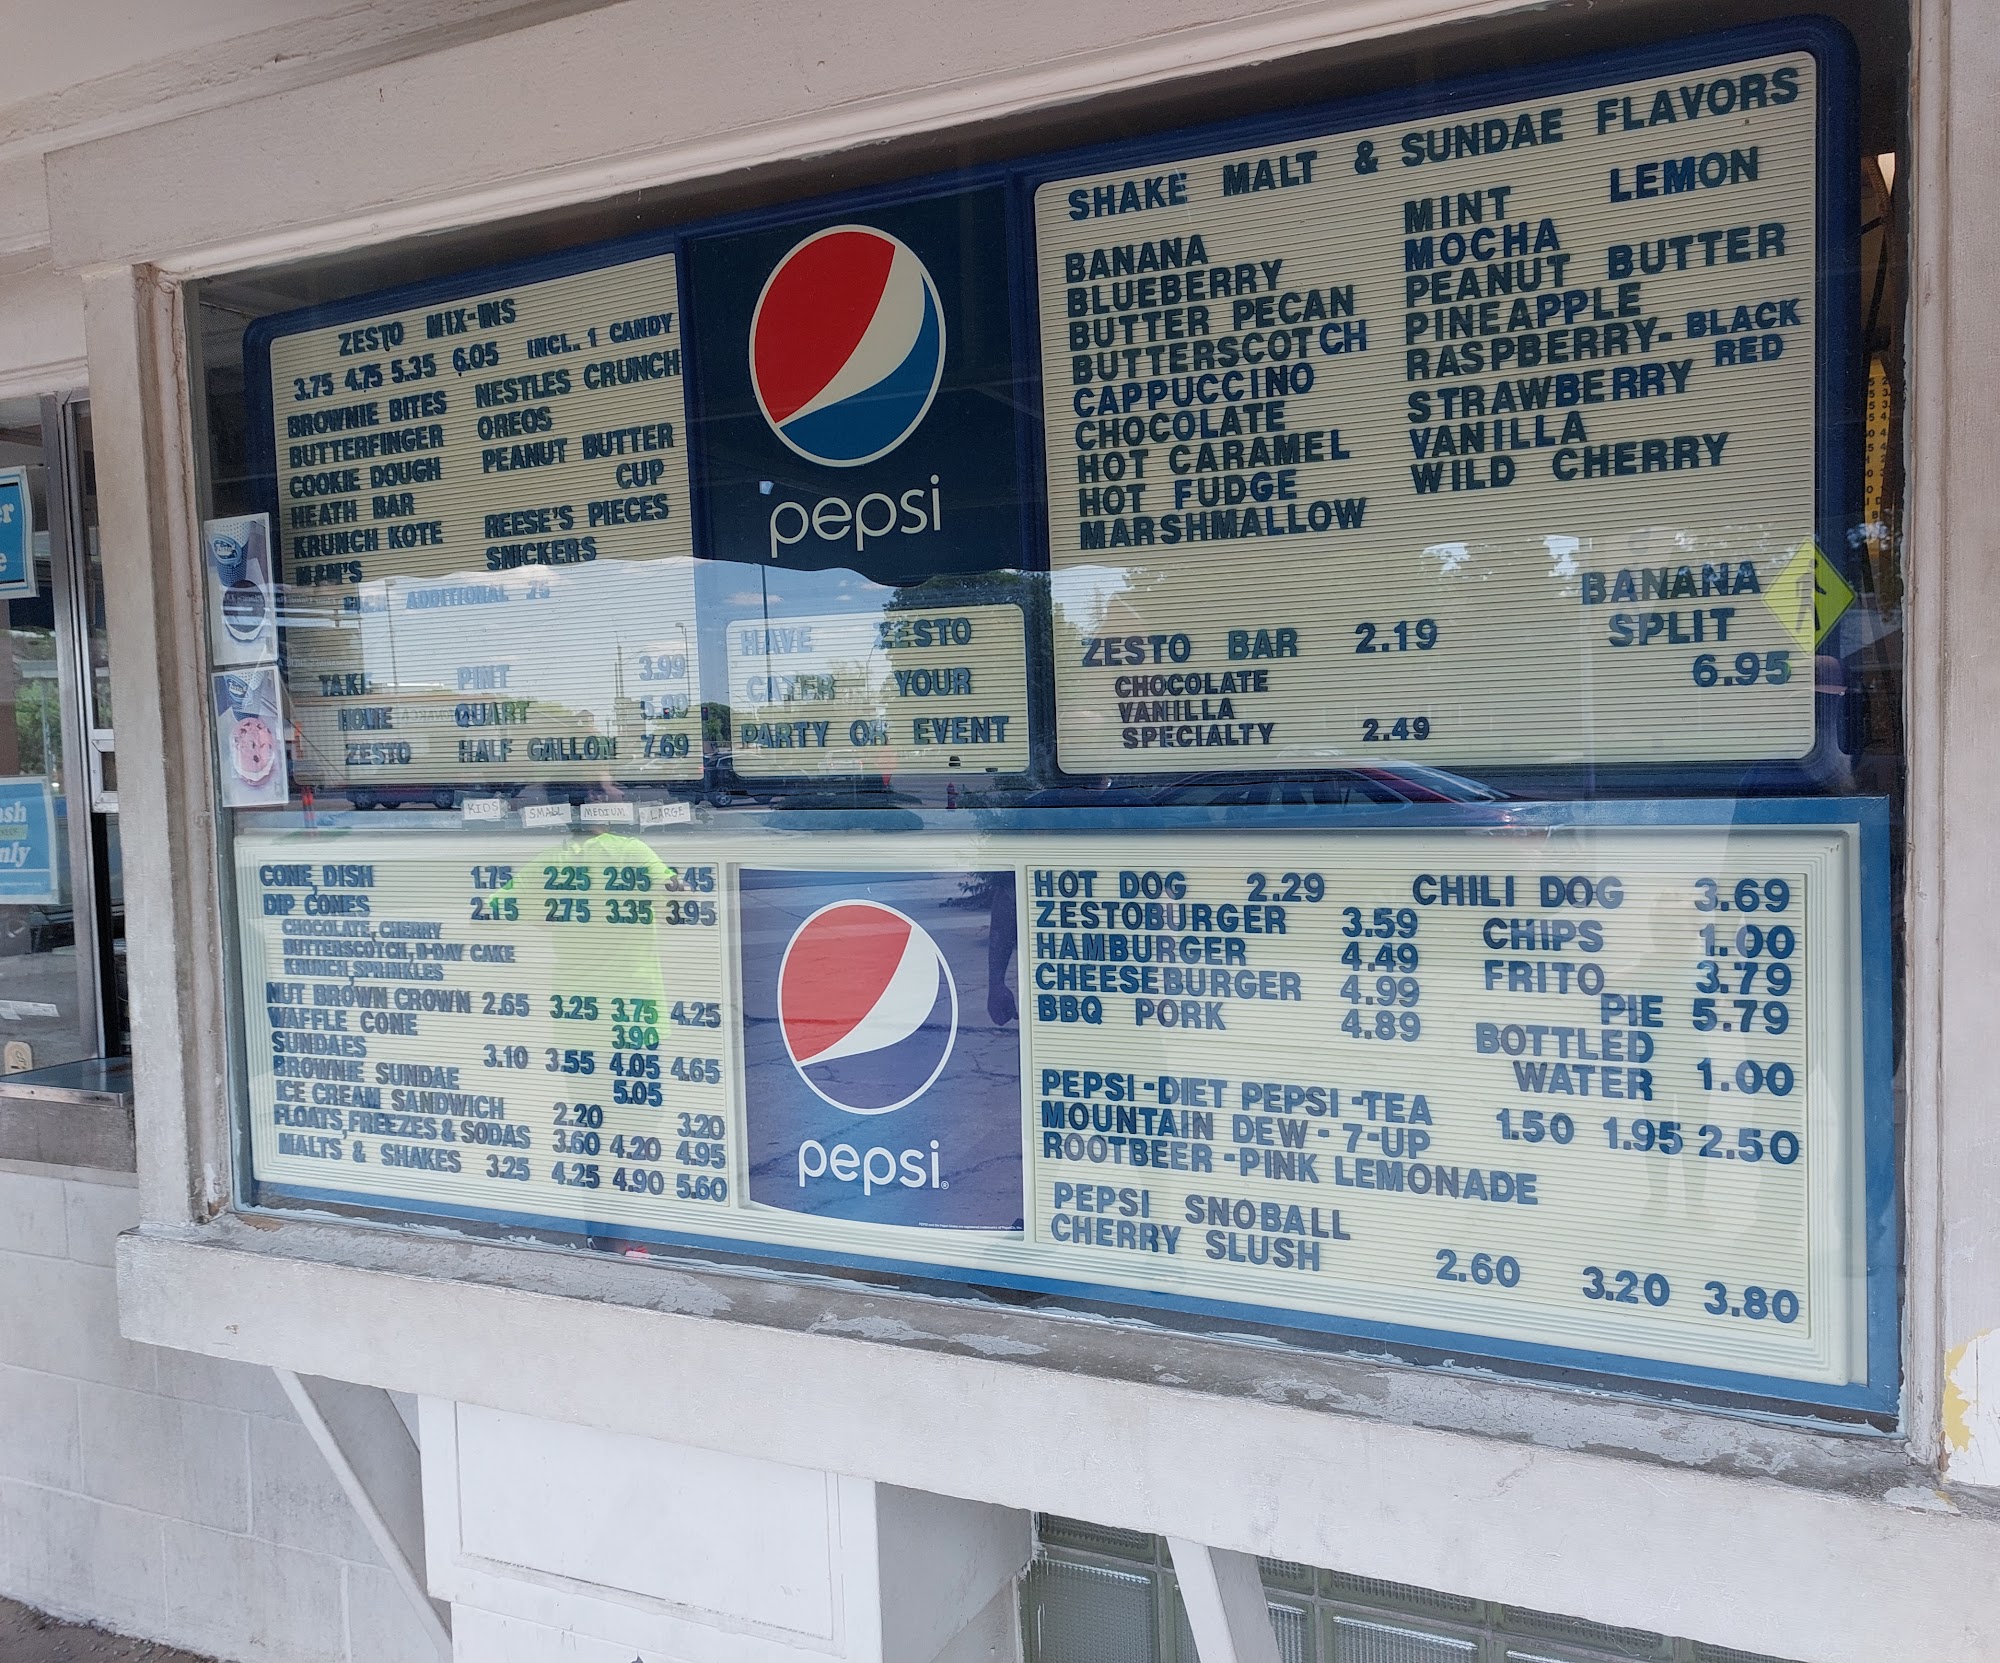 ZESTO MIX-INS
3.75 4.75 5.35 6.05 INCL. 1 CANDY
BROWNIE BITES NESTLES CRUNCH
BUTTERFINGER OREOS
COOKIE DOUGH PEANUT BUTTER
HEATH BAR CUP
KRUNCH KOTE REESE'S PIECES
M&M'S SNICKERS
ADDITIONAL .75
TAKE PINT 3.99
HOME QUART 5.89
ZESTO HALF GALLON 7.69
pepsi
HAVE ZESTO
CATER YOUR
PARTY OR EVENT
SHAKE MALT & SUNDAE FLAVORS
BANANA
BLUEBERRY
BUTTER PECAN
BUTTERSCOTCH
CAPPUCCINO
CHOCOLATE
HOT CARAMEL
HOT FUDGE
MARSHMALLOW
MINT LEMON
MOCHA
PEANUT BUTTER
PINEAPPLE
RASPBERRY-BLACK
RED
STRAWBERRY
VANILLA
WILD CHERRY
ZESTO BAR 2.19
CHOCOLATE
VANILLA
SPECIALTY 2.49
BANANA
SPLIT
6.95
KIDS SMALL MEDIUM LARGE
CONE, DISH 1.75 2.25 2.95 3.45
DIP CONES 2.15 2.75 3.35 3.95
CHOCOLATE, CHERRY
BUTTERSCOTCH, B-DAY CAKE
KRUNCH, SPRINKLES
NUT BROWN CROWN 2.65 3.25 3.75 4.25
WAFFLE CONE 3.90
SUNDAES 3.10 3.55 4.05 4.65
BROWNIE SUNDAE 5.05
ICE CREAM SANDWICH 2.20 3.20
FLOATS, FREEZES & SODAS 3.60 4.20 4.95
MALTS & SHAKES 3.25 4.25 4.90 5.60
pepsi
HOT DOG 2.29 CHILI DOG 3.69
ZESTOBURGER 3.59 CHIPS 1.00
HAMBURGER 4.49 FRITO 3.79
CHEESEBURGER 4.99 PIE 5.79
BBQ PORK 4.89 BOTTLED
WATER 1.00
PEPSI-DIET PEPSI-TEA
MOUNTAIN DEW-7-UP 1.50 1.95 2.50
ROOTBEER-PINK LEMONADE
PEPSI SNOBALL
CHERRY SLUSH 2.60 3.20 3.80